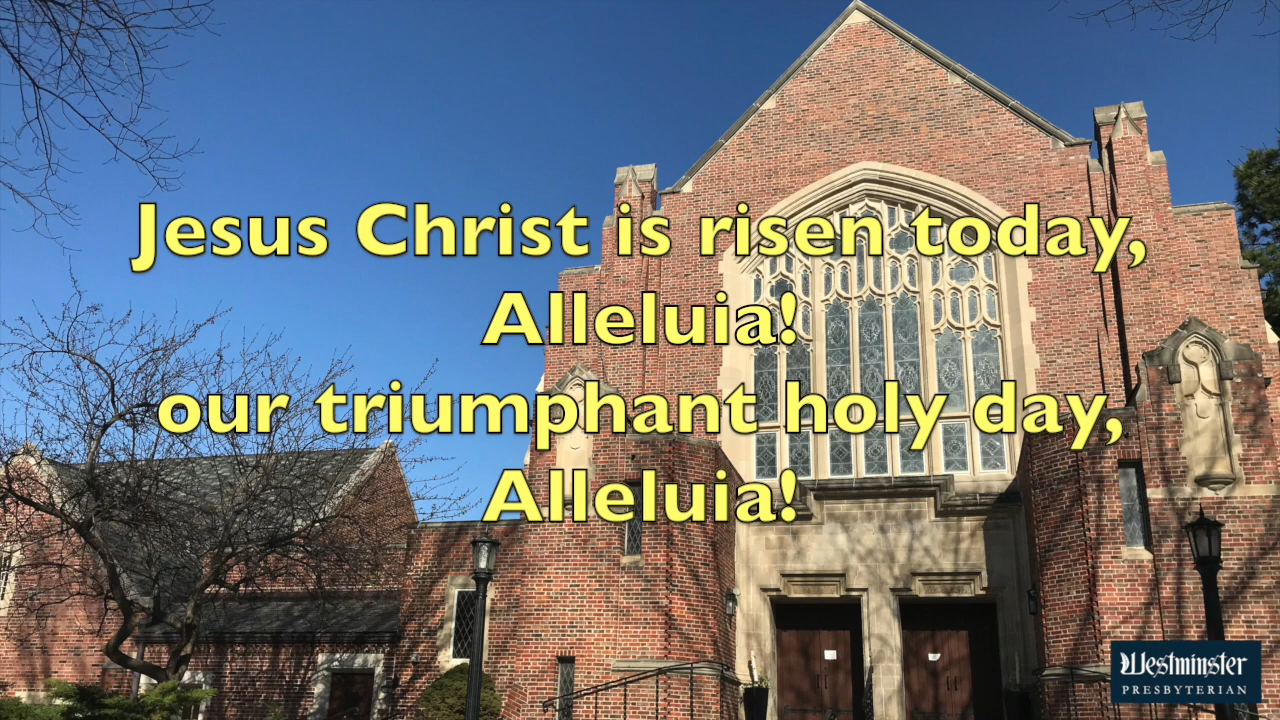 Jesus Christ is risen today,
Alleluia!
our triumphant holy day,
Alleluia!
Westminster
PRESBYTERIAN